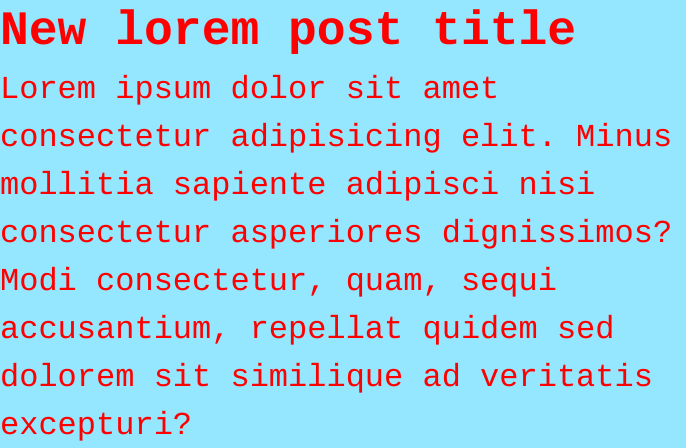 New lorem post title
Lorem ipsum dolor sit amet
consectetur adipisicing elit. Minus
mollitia sapiente adipisci nisi
consectetur asperiores dignissimos?
Modi consectetur, quam, sequi
accusantium, repellat quidem sed
dolorem sit similique ad veritatis
excepturi?